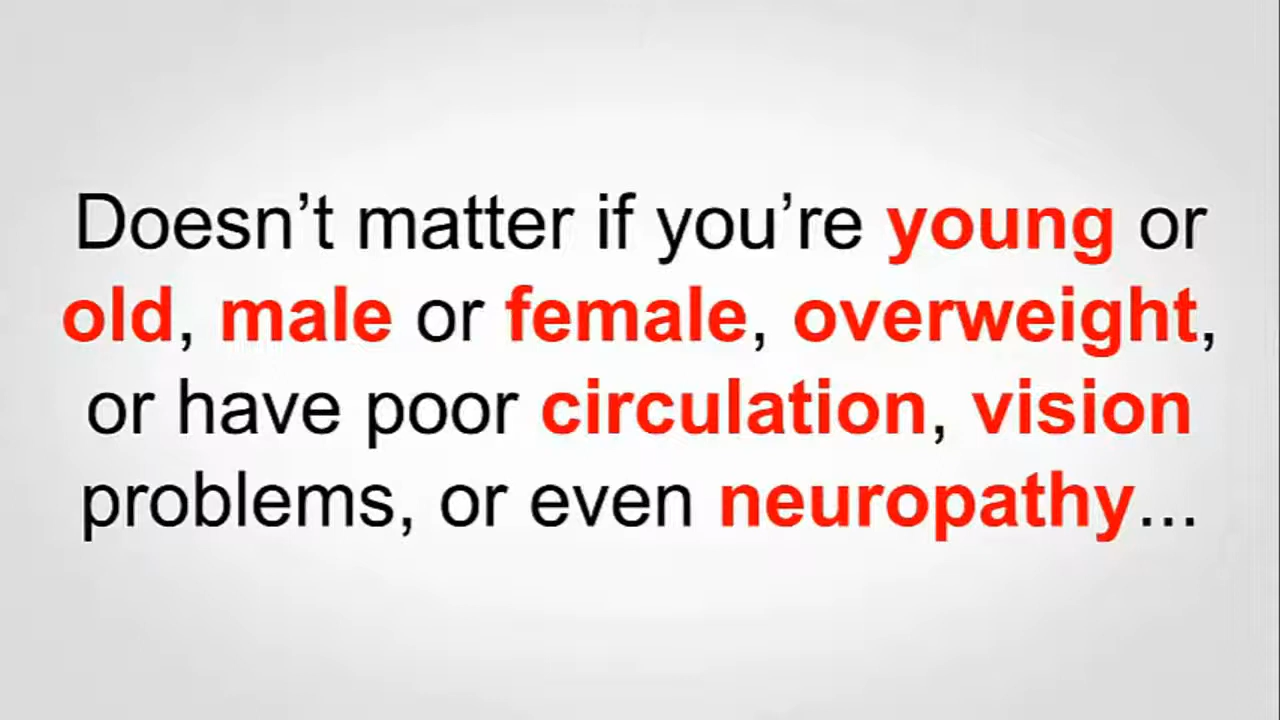 Doesn’t matter if you’re young or
old, male or female, overweight,
or have poor circulation, vision
problems, or even neuropathy...